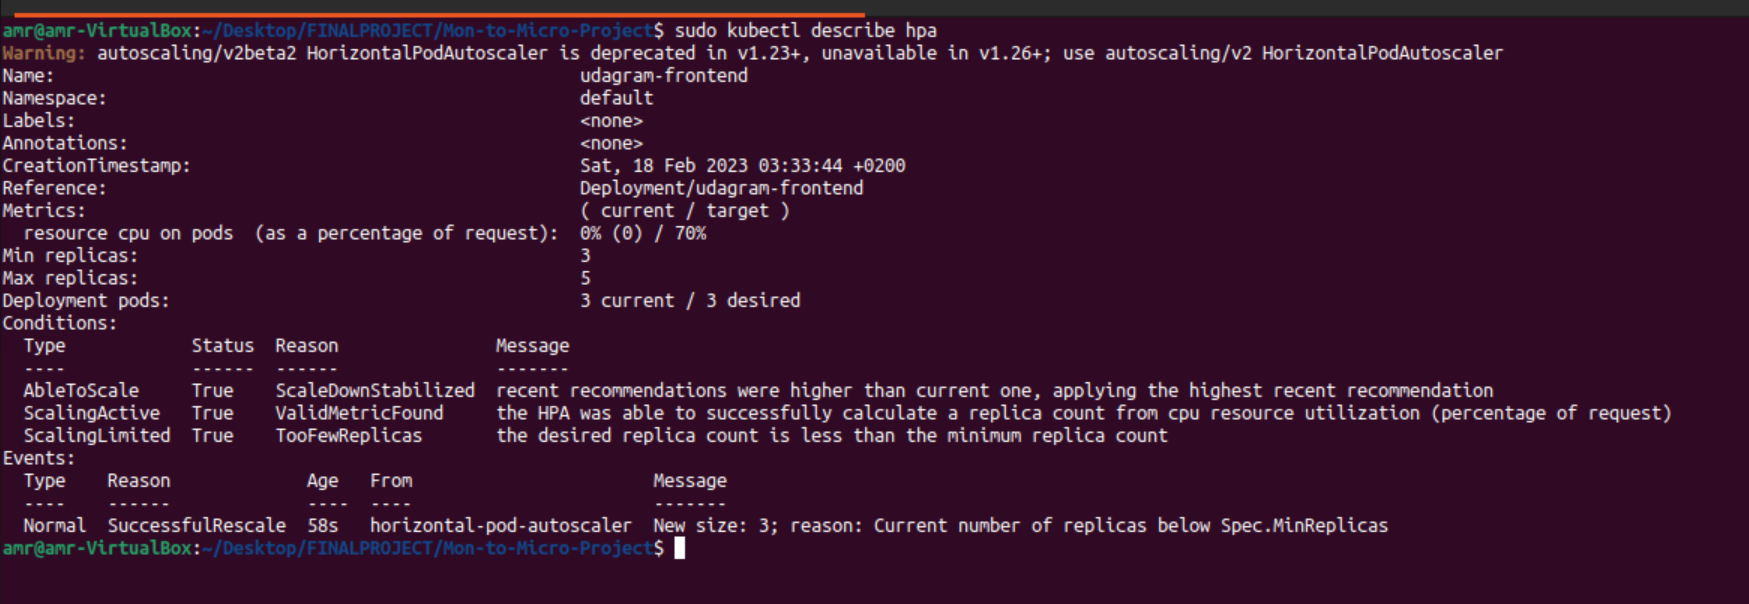 amr@amr-VirtualBox:~/Desktop/FINALPROJECT/Mon-to-Micro-Project$ sudo kubectl describe hpa
Warning: autoscaling/v2beta2 HorizontalPodAutoscaler is deprecated in v1.23+, unavailable in v1.26+; use autoscaling/v2 HorizontalPodAutoscaler
Name:                                                  udagram-frontend
Namespace:                                             default
Labels:                                                <none>
Annotations:                                           <none>
CreationTimestamp:                                     Sat, 18 Feb 2023 03:33:44 +0200
Reference:                                             Deployment/udagram-frontend
Metrics:                                               ( current / target )
  resource cpu on pods  (as a percentage of request):  0% (0) / 70%
Min replicas:                                          3
Max replicas:                                          5
Deployment pods:                                       3 current / 3 desired
Conditions:
  Type            Status  Reason               Message
  ----            ------  ------               -------
  AbleToScale     True    ScaleDownStabilized  recent recommendations were higher than current one, applying the highest recent recommendation
  ScalingActive   True    ValidMetricFound     the HPA was able to successfully calculate a replica count from cpu resource utilization (percentage of request)
  ScalingLimited  True    TooFewReplicas       the desired replica count is less than the minimum replica count
Events:
  Type    Reason             Age   From                       Message
  ----    ------             ----  ----                       -------
  Normal  SuccessfulRescale  58s   horizontal-pod-autoscaler  New size: 3; reason: Current number of replicas below Spec.MinReplicas
amr@amr-VirtualBox:~/Desktop/FINALPROJECT/Mon-to-Micro-Project$